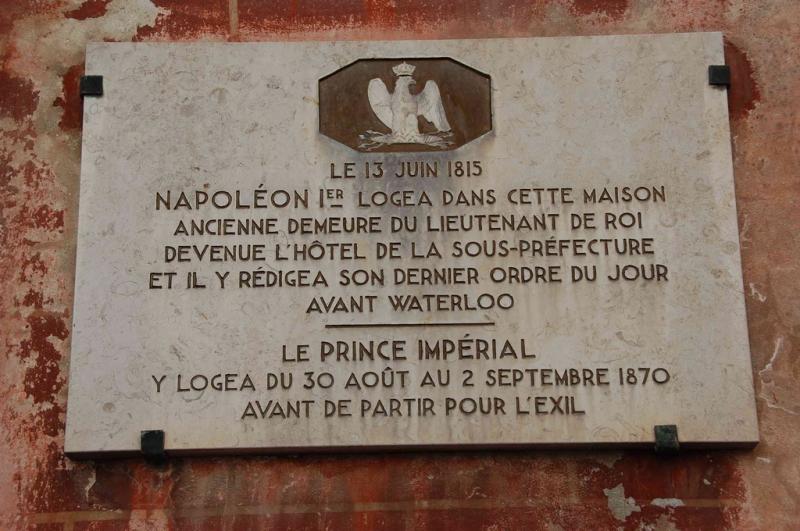 LE 13 JUIN 1815
NAPOLÉON IER LOGEA DANS CETTE MAISON
ANCIENNE DEMEURE DU LIEUTENANT DE ROI
DEVENUE L'HÔTEL DE LA SOUS-PRÉFECTURE
ET IL Y RÉDIGEA SON DERNIER ORDRE DU JOUR
AVANT WATERLOO
LE PRINCE IMPÉRIAL
Y LOGEA DU 30 AOÛT AU 2 SEPTEMBRE 1870
AVANT DE PARTIR POUR L'EXIL